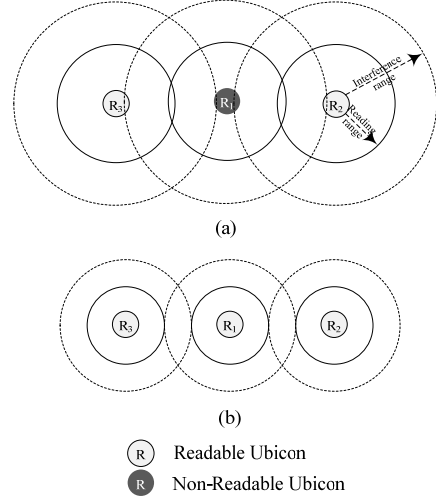 Interference
range
R3
R1
R2
Reading
range
(a)
R3
R1
R2
(b)
R Readable Ubicon
R Non-Readable Ubicon